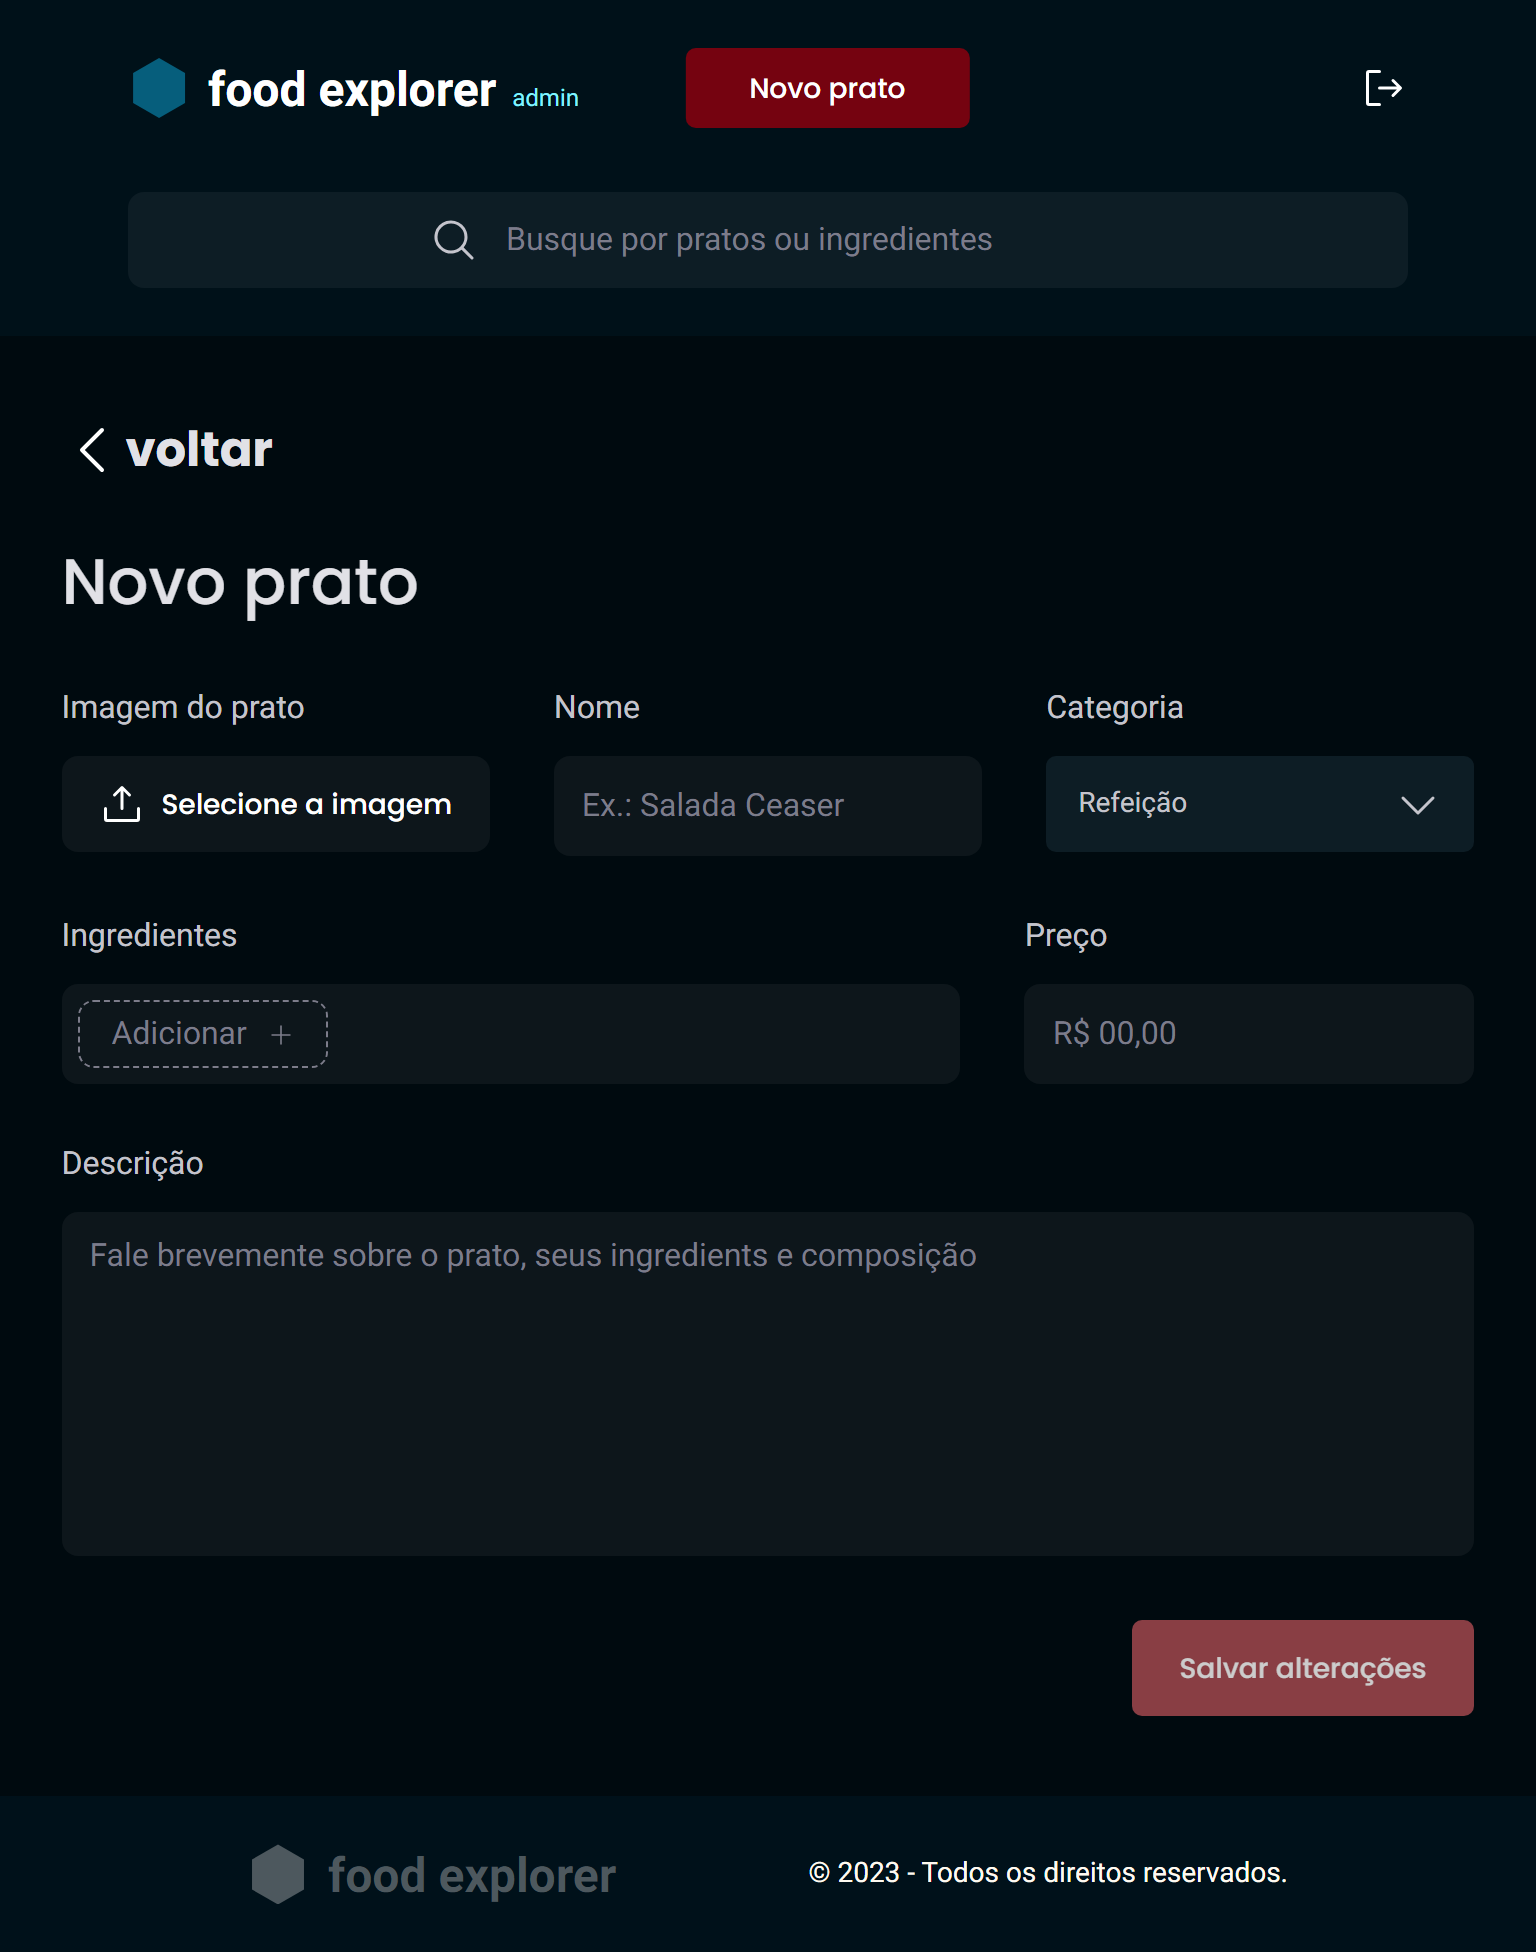 food explorer admin
Novo prato
Busque por pratos ou ingredientes
voltar
Novo prato
Imagem do prato
Selecione a imagem
Nome
Ex.: Salada Ceaser
Categoria
Refeição
Ingredientes
Adicionar +
Preço
R$ 00,00
Descrição
Fale brevemente sobre o prato, seus ingredients e composição
Salvar alterações
food explorer
© 2023 - Todos os direitos reservados.